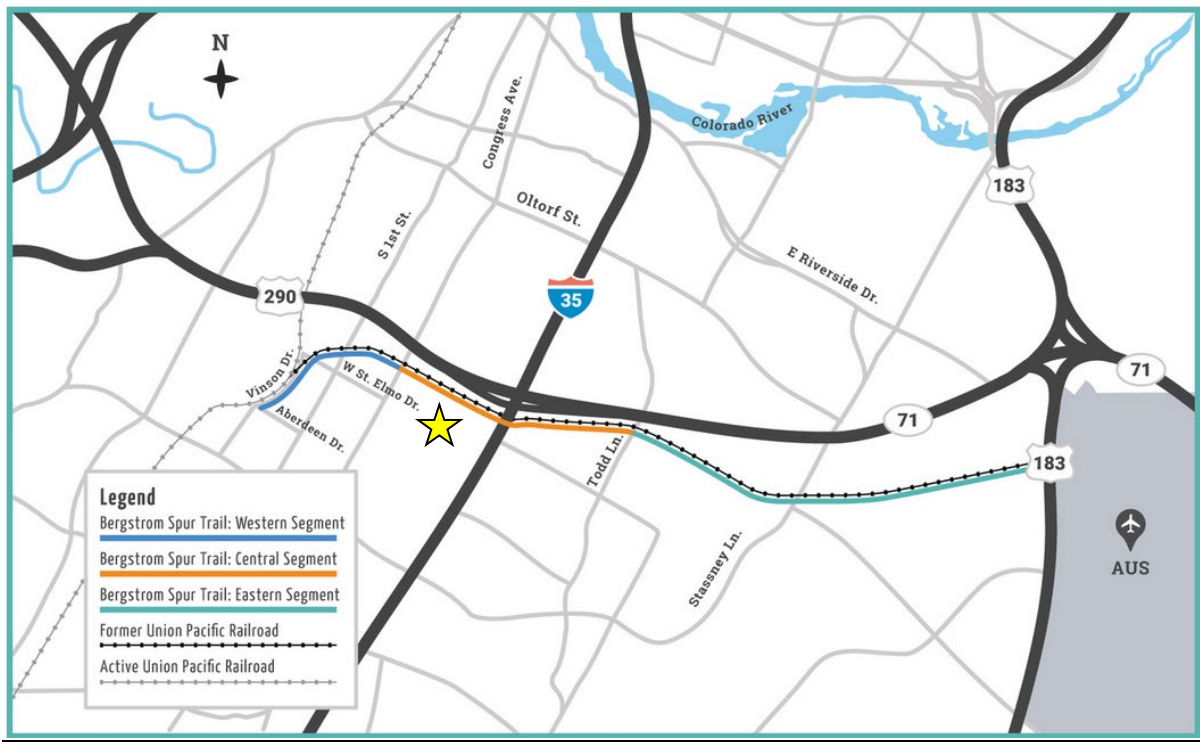 N
Congress Ave.
Colorado River
183
Oltorf St.
S 1st St.
E Riverside Dr.
290
35
Vinson Dr.
W St. Elmo Dr.
71
Aberdeen Dr.
71
Todd Ln.
183
Stassney Ln.
AUS
Legend
Bergstrom Spur Trail: Western Segment
Bergstrom Spur Trail: Central Segment
Bergstrom Spur Trail: Eastern Segment
Former Union Pacific Railroad
Active Union Pacific Railroad